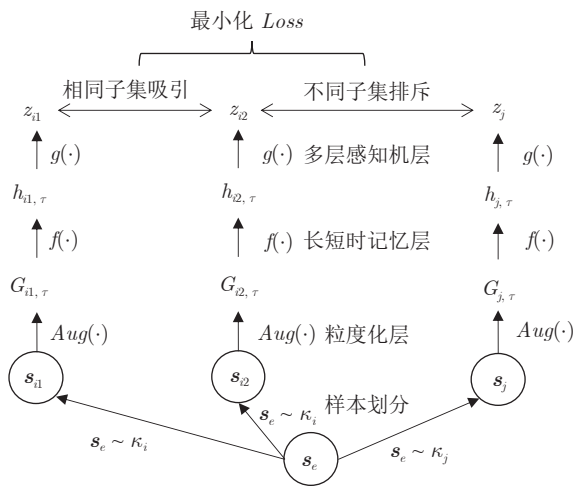 最小化 Loss
相同子集吸引 不同子集排斥
z_{i1} z_{i2} z_j
g(·) g(·) 多层感知机层 g(·)
h_{i1, τ} h_{i2, τ} h_{j, τ}
f(·) f(·) 长短时记忆层 f(·)
G_{i1, τ} G_{i2, τ} G_{j, τ}
Aug(·) Aug(·) 粒度化层 Aug(·)
s_{i1} s_{i2} s_j
样本划分
s_e ~ κ_i s_e ~ κ_i s_e ~ κ_j
s_e